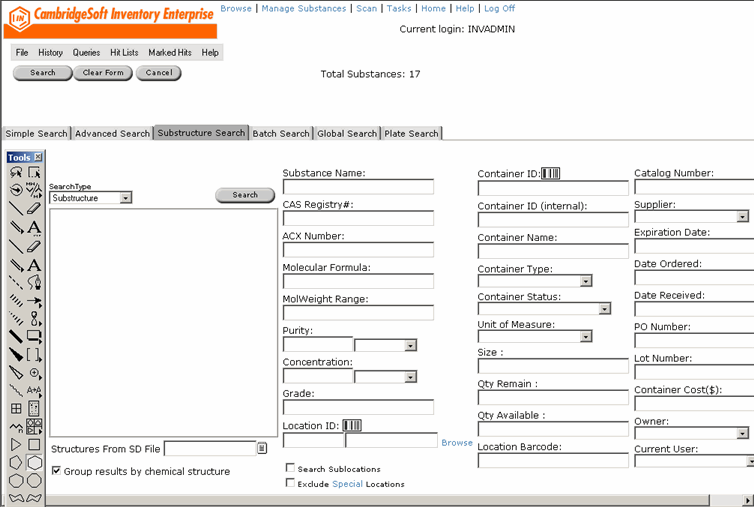 CambridgeSoft Inventory Enterprise
Browse | Manage Substances | Scan | Tasks | Home | Help | Log Off
Current login: INVADMIN
File History Queries Hit Lists Marked Hits Help
Search Clear Form Cancel
Total Substances: 17
Simple Search Advanced Search Substructure Search Batch Search Global Search Plate Search
Tools
SearchType
Substructure
Search
Structures From SD File
Group results by chemical structure
Substance Name:
CAS Registry#:
ACX Number:
Molecular Formula:
MolWeight Range:
Purity:
Concentration:
Grade:
Location ID:
Browse
Search Sublocations
Exclude Special Locations
Container ID:
Container ID (internal):
Container Name:
Container Type:
Container Status:
Unit of Measure:
Size :
Qty Remain :
Qty Available :
Location Barcode:
Catalog Number:
Supplier:
Expiration Date:
Date Ordered:
Date Received:
PO Number:
Lot Number:
Container Cost($):
Owner:
Current User: